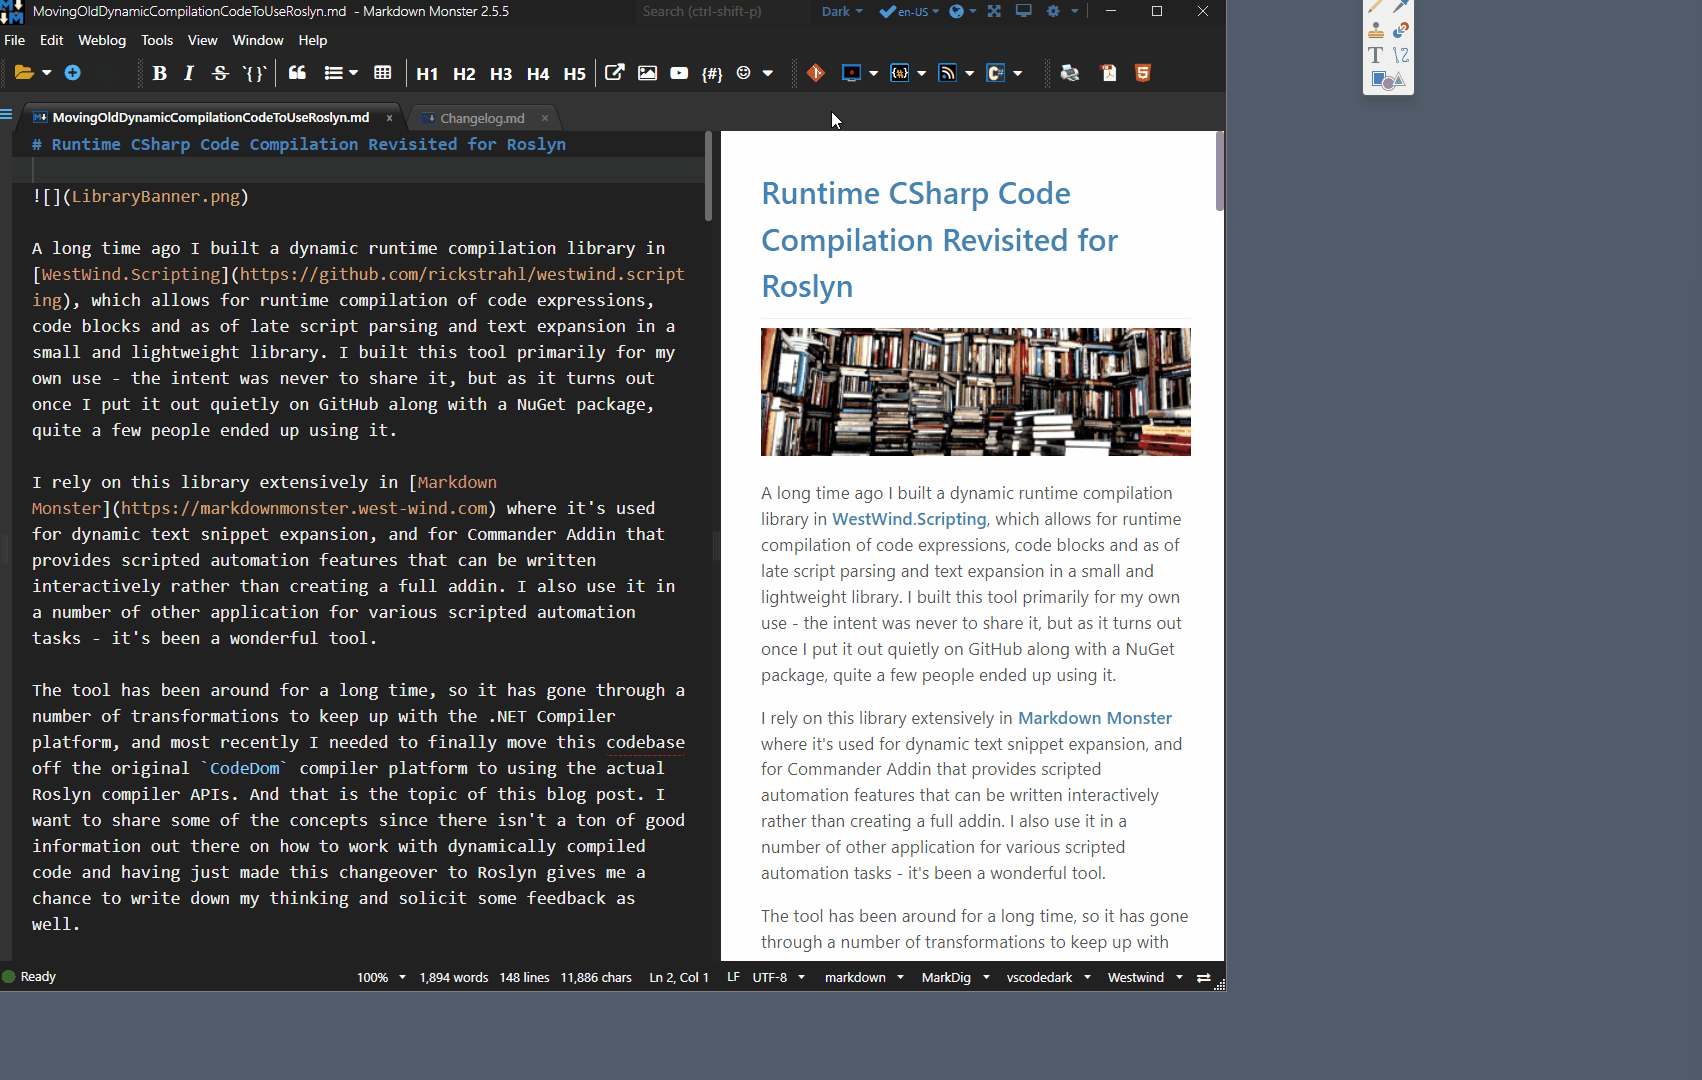 MovingOldDynamicCompilationCodeToUseRoslyn.md - Markdown Monster 2.5.5
Search (ctrl-shift-p)
Dark
en-US
File Edit Weblog Tools View Window Help
B I S `{}` H1 H2 H3 H4 H5 {#}
MovingOldDynamicCompilationCodeToUseRoslyn.md x
Changelog.md x
# Runtime CSharp Code Compilation Revisited for Roslyn
![](LibraryBanner.png)
A long time ago I built a dynamic runtime compilation library in
[WestWind.Scripting](https://github.com/rickstrahl/westwind.script
ing), which allows for runtime compilation of code expressions,
code blocks and as of late script parsing and text expansion in a
small and lightweight library. I built this tool primarily for my
own use - the intent was never to share it, but as it turns out
once I put it out quietly on GitHub along with a NuGet package,
quite a few people ended up using it.
I rely on this library extensively in [Markdown
Monster](https://markdownmonster.west-wind.com) where it's used
for dynamic text snippet expansion, and for Commander Addin that
provides scripted automation features that can be written
interactively rather than creating a full addin. I also use it in
a number of other application for various scripted automation
tasks - it's been a wonderful tool.
The tool has been around for a long time, so it has gone through a
number of transformations to keep up with the .NET Compiler
platform, and most recently I needed to finally move this codebase
off the original `CodeDom` compiler platform to using the actual
Roslyn compiler APIs. And that is the topic of this blog post. I
want to share some of the concepts since there isn't a ton of good
information out there on how to work with dynamically compiled
code and having just made this changeover to Roslyn gives me a
chance to write down my thinking and solicit some feedback as
well.
Runtime CSharp Code
Compilation Revisited for
Roslyn
A long time ago I built a dynamic runtime compilation
library in WestWind.Scripting, which allows for runtime
compilation of code expressions, code blocks and as of
late script parsing and text expansion in a small and
lightweight library. I built this tool primarily for my own
use - the intent was never to share it, but as it turns out
once I put it out quietly on GitHub along with a NuGet
package, quite a few people ended up using it.
I rely on this library extensively in Markdown Monster
where it's used for dynamic text snippet expansion, and
for Commander Addin that provides scripted
automation features that can be written interactively
rather than creating a full addin. I also use it in a
number of other application for various scripted
automation tasks - it's been a wonderful tool.
The tool has been around for a long time, so it has gone
through a number of transformations to keep up with
Ready
100% 1,894 words 148 lines 11,886 chars Ln 2, Col 1 LF UTF-8 markdown MarkDig vscodedark Westwind